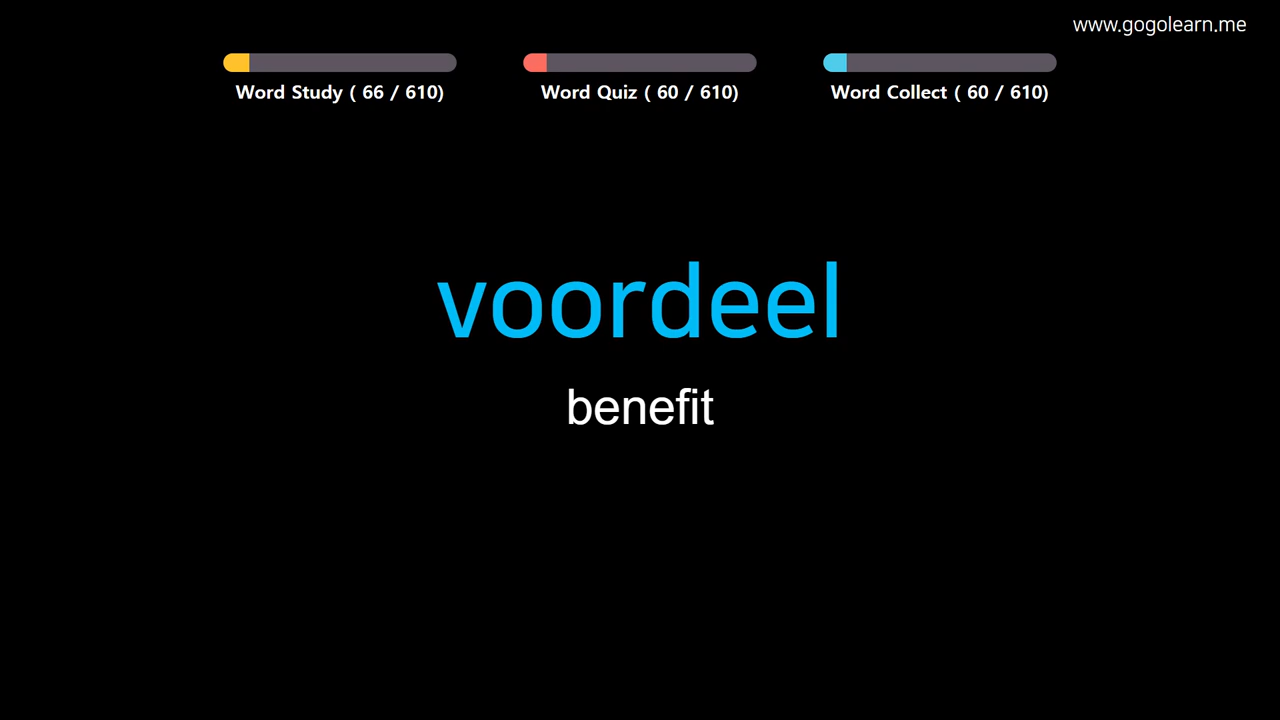 www.gogolearn.me
Word Study ( 66 / 610)
Word Quiz ( 60 / 610)
Word Collect ( 60 / 610)
voordeel
benefit